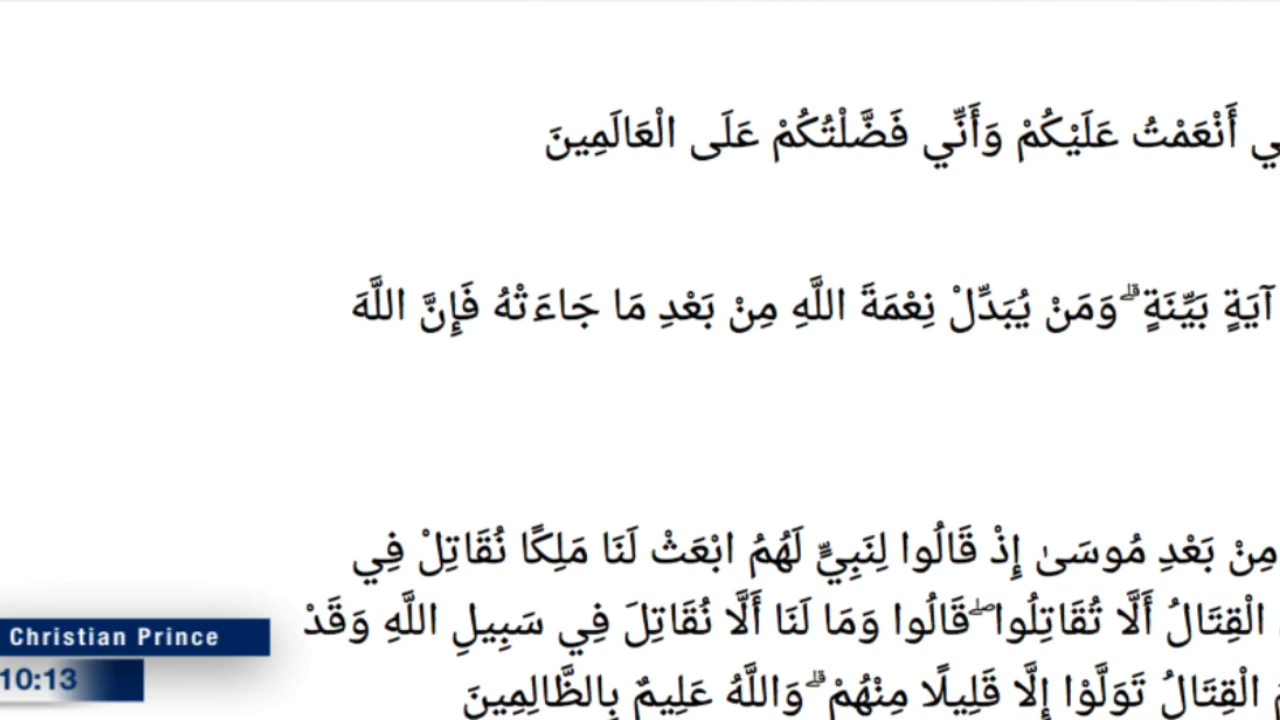 ي أَنْعَمْتُ عَلَيْكُمْ وَأَنِّي فَضَّلْتُكُمْ عَلَى الْعَالَمِينَ
آيَةٍ بَيِّنَةٍ ۗ وَمَنْ يُبَدِّلْ نِعْمَةَ اللَّهِ مِنْ بَعْدِ مَا جَاءَتْهُ فَإِنَّ اللَّهَ
مِنْ بَعْدِ مُوسَىٰ إِذْ قَالُوا لِنَبِيٍّ لَهُمُ ابْعَثْ لَنَا مَلِكًا نُقَاتِلْ فِي
الْقِتَالُ أَلَّا تُقَاتِلُوا ۖ قَالُوا وَمَا لَنَا أَلَّا نُقَاتِلَ فِي سَبِيلِ اللَّهِ وَقَدْ
الْقِتَالُ تَوَلَّوْا إِلَّا قَلِيلًا مِنْهُمْ ۗ وَاللَّهُ عَلِيمٌ بِالظَّالِمِينَ
Christian Prince
10:13